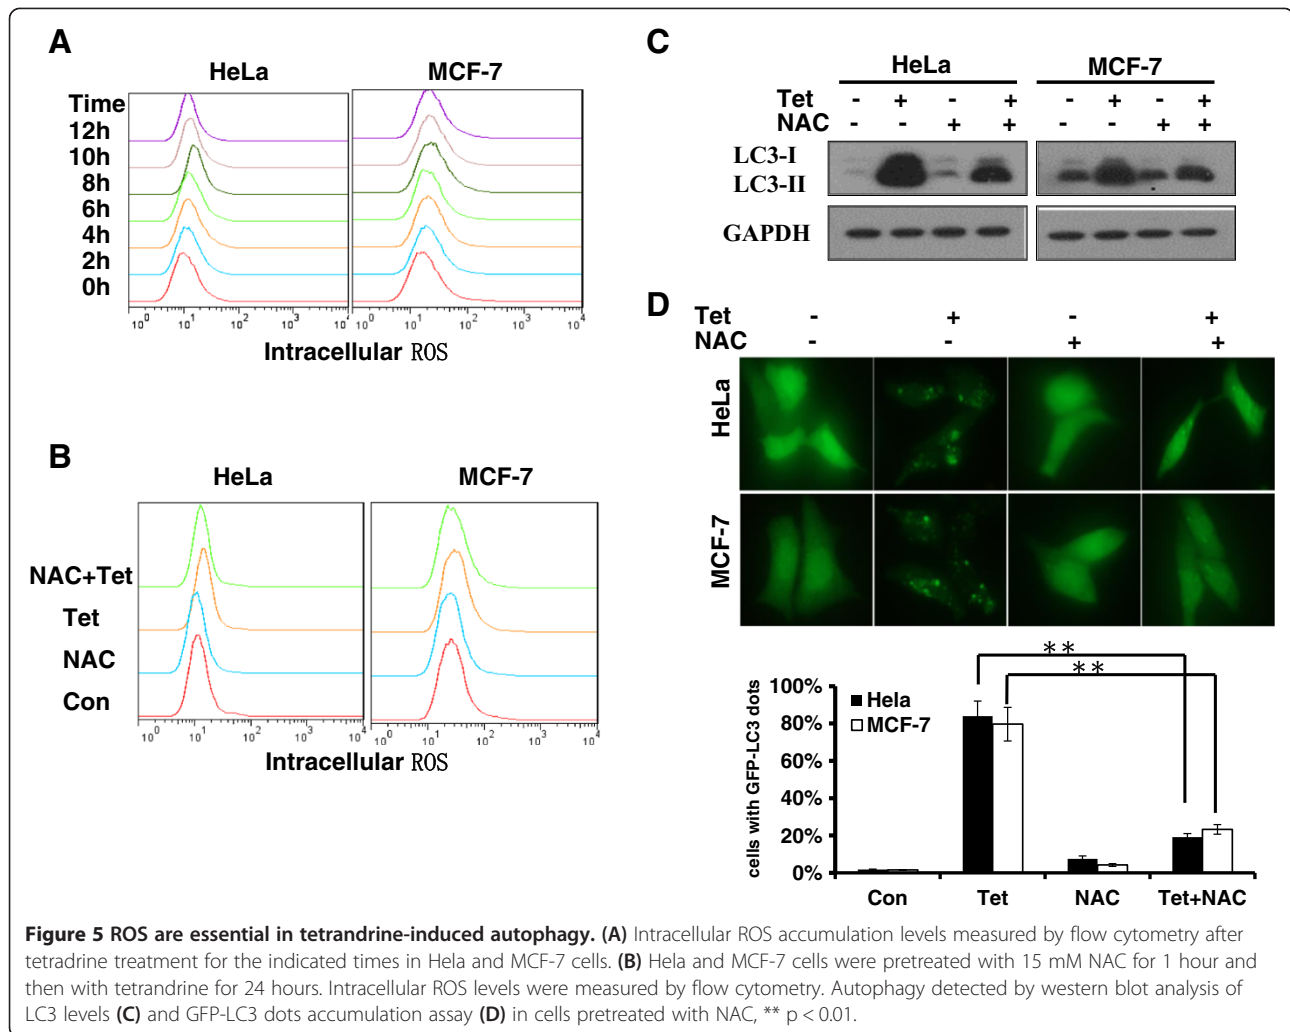 A
HeLa
MCF-7
Time
12h
10h
8h
6h
4h
2h
0h
10^0 10^1 10^2 10^3 10^4
10^0 10^1 10^2 10^3 10^4
Intracellular ROS
B
HeLa
MCF-7
NAC+Tet
Tet
NAC
Con
10^0 10^1 10^2 10^3 10^4
10^0 10^1 10^2 10^3 10^4
Intracellular ROS
C
HeLa
MCF-7
Tet - + - + - + - +
NAC - - + + - - + +
LC3-I
LC3-II
GAPDH
D
Tet - + - +
NAC - - + +
HeLa
MCF-7
**
**
100%
80%
60%
40%
20%
0%
cells with GFP-LC3 dots
Hela
MCF-7
Con Tet NAC Tet+NAC
Figure 5 ROS are essential in tetrandrine-induced autophagy. (A) Intracellular ROS accumulation levels measured by flow cytometry after
tetradrine treatment for the indicated times in Hela and MCF-7 cells. (B) Hela and MCF-7 cells were pretreated with 15 mM NAC for 1 hour and
then with tetrandrine for 24 hours. Intracellular ROS levels were measured by flow cytometry. Autophagy detected by western blot analysis of
LC3 levels (C) and GFP-LC3 dots accumulation assay (D) in cells pretreated with NAC, ** p < 0.01.